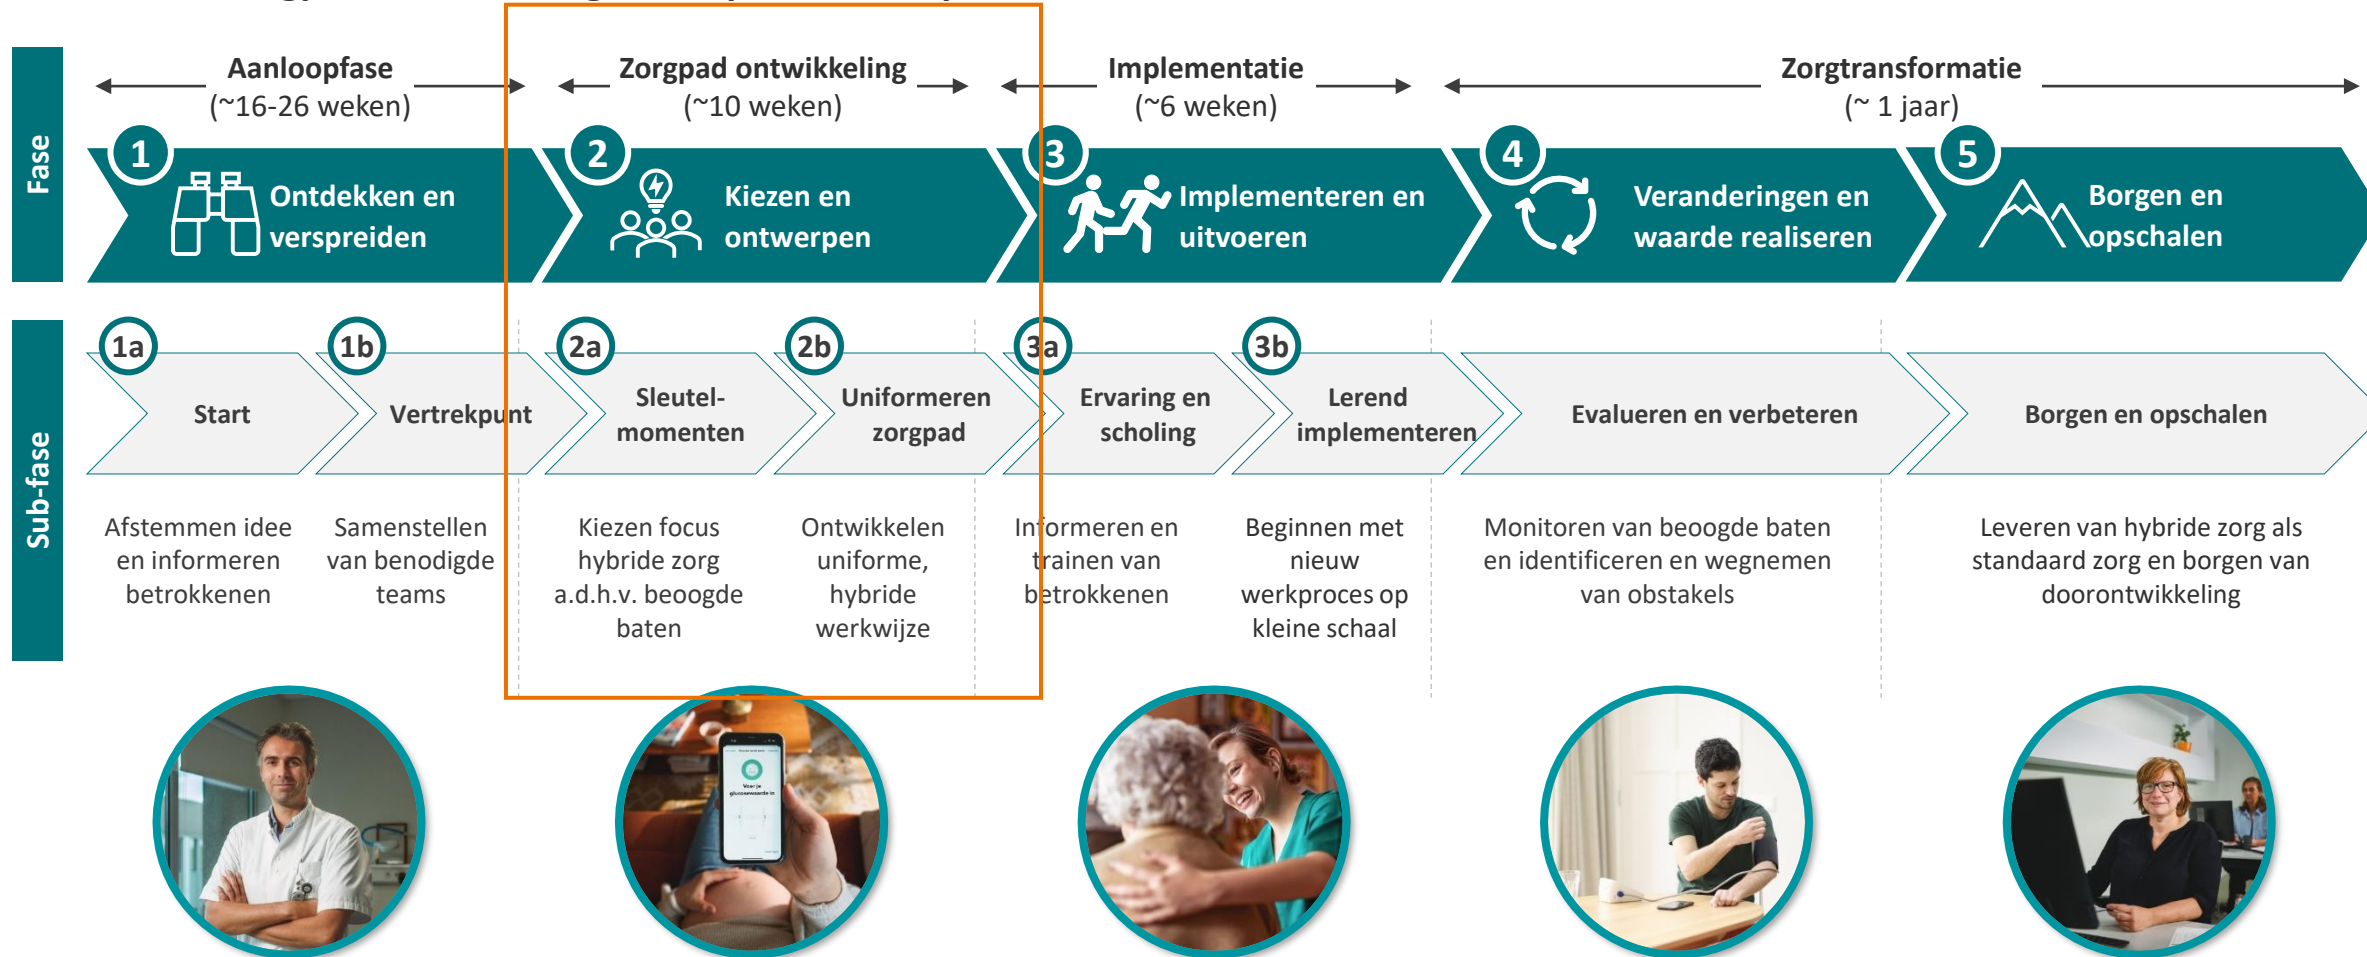 Aanloopfase
(~16-26 weken)
Zorgpad ontwikkeling
(~10 weken)
Implementatie
(~6 weken)
Zorgtransformatie
(~ 1 jaar)
Fase
1
Ontdekken en
verspreiden
2
Kiezen en
ontwerpen
3
Implementeren en
uitvoeren
4
Veranderingen en
waarde realiseren
5
Borgen en
opschalen
Sub-fase
1a
Start
1b
Vertrekpunt
2a
Sleutel-
momenten
2b
Uniformeren
zorgpad
3a
Ervaring en
scholing
3b
Lerend
implementeren
Evalueren en verbeteren
Borgen en opschalen
Afstemmen idee
en informeren
betrokkenen
Samenstellen
van benodigde
teams
Kiezen focus
hybride zorg
a.d.h.v. beoogde
baten
Ontwikkelen
uniforme,
hybride
werkwijze
Informeren en
trainen van
betrokkenen
Beginnen met
nieuw
werkproces op
kleine schaal
Monitoren van beoogde baten
en identificeren en wegnemen
van obstakels
Leveren van hybride zorg als
standaard zorg en borgen van
doorontwikkeling
Voer je
glucosewaarde in